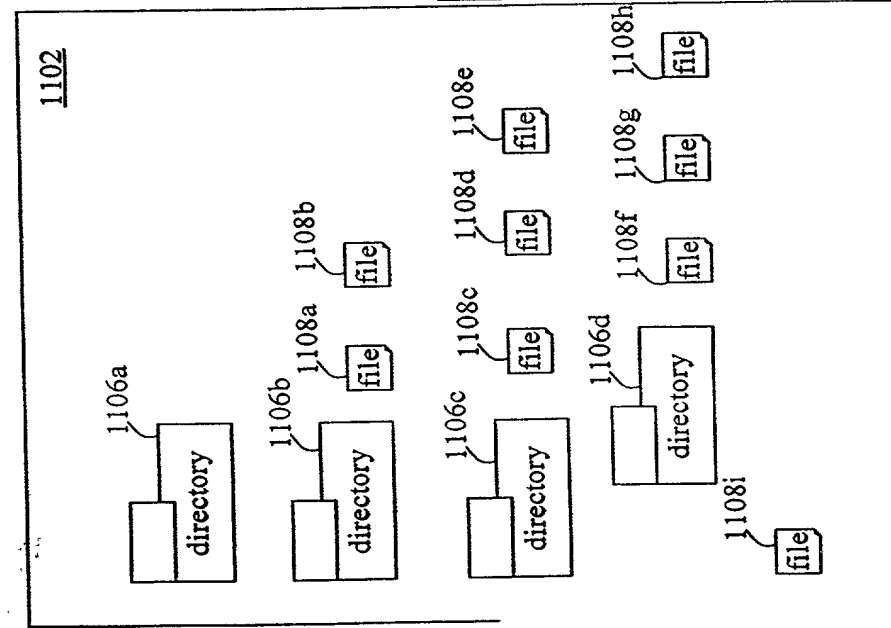 1102
1106a
directory
1106b
1108a
1108b
directory
file
file
1106c
1108c
1108d
1108e
directory
file
file
file
1106d
1108f
1108g
1108h
directory
file
file
file
1108i
file